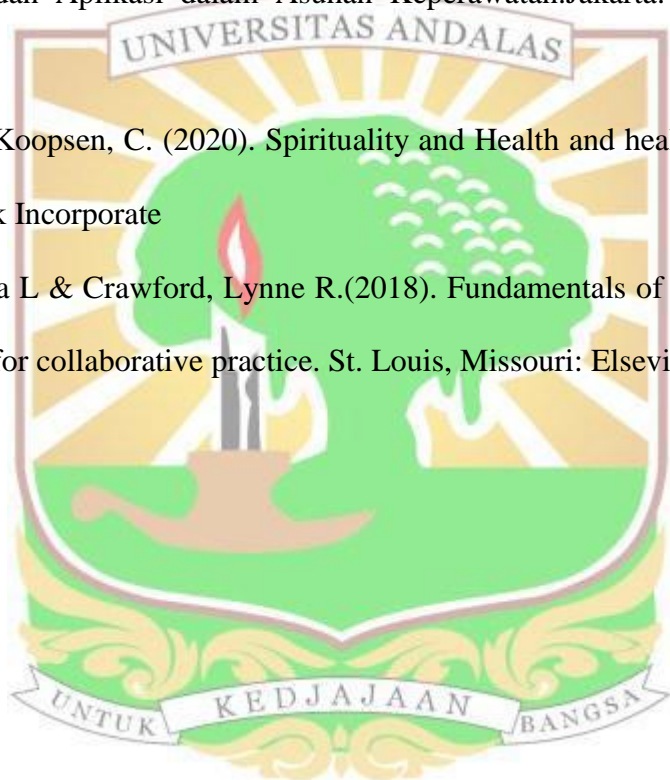 dan Aplikasi dalam Asuhan Keperawatan.Jakarta:
UNIVERSITAS ANDALAS
Koopsen, C. (2020). Spirituality and Health and hea
k Incorporate
a L & Crawford, Lynne R.(2018). Fundamentals of
for collaborative practice. St. Louis, Missouri: Elsevi
UNTUK KEDJAJAAN BANGSA